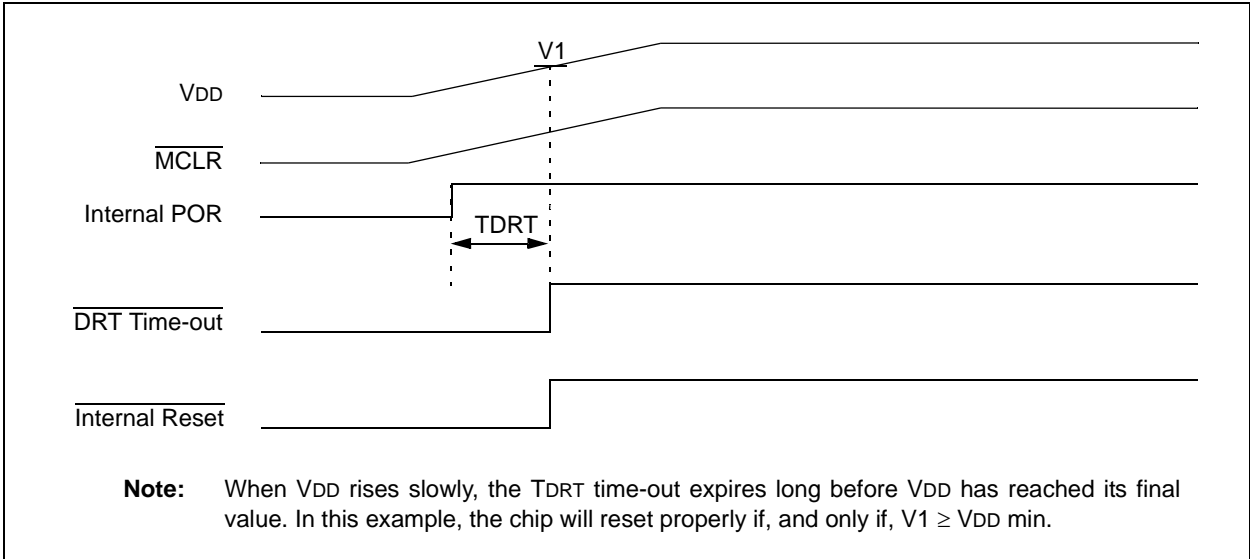 V1
VDD
MCLR
Internal POR
TDRT
DRT Time-out
Internal Reset
Note: When VDD rises slowly, the TDRT time-out expires long before VDD has reached its final
value. In this example, the chip will reset properly if, and only if, V1 ≥ VDD min.